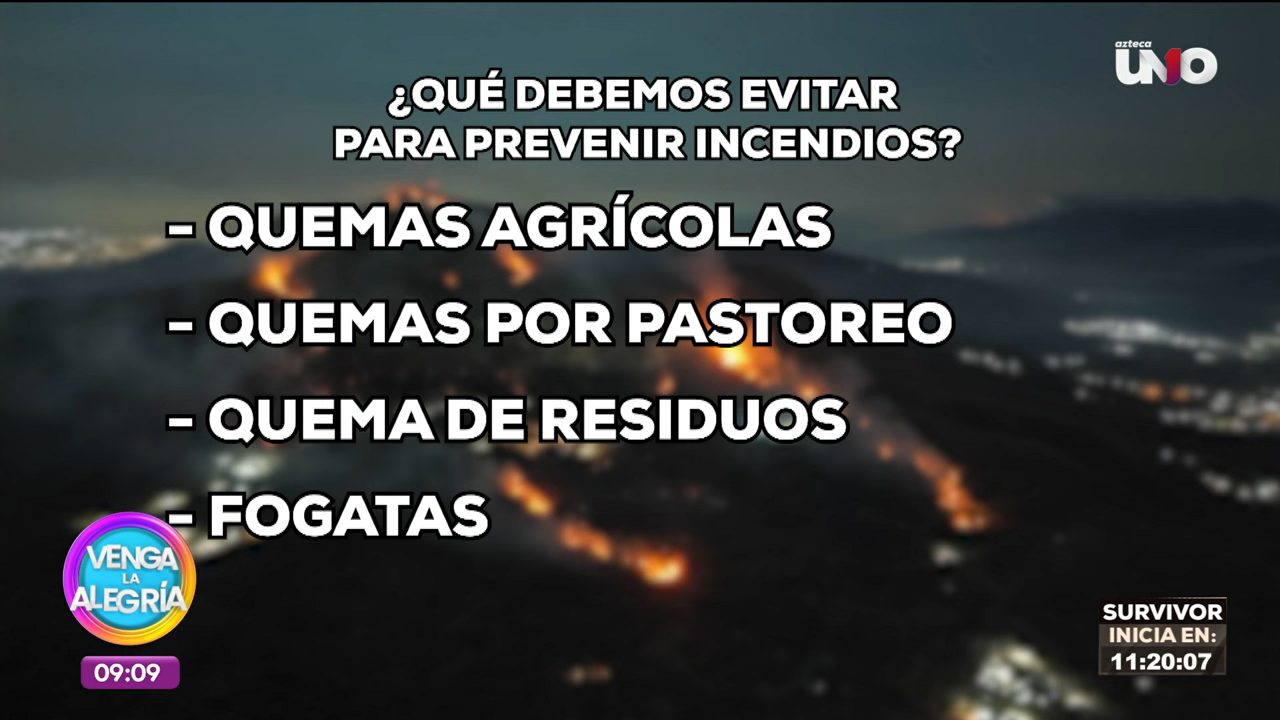 azteca
UNO
¿QUÉ DEBEMOS EVITAR
PARA PREVENIR INCENDIOS?
- QUEMAS AGRÍCOLAS
- QUEMAS POR PASTOREO
- QUEMA DE RESIDUOS
- FOGATAS
VENGA
LA
ALEGRÍA
09:09
SURVIVOR
INICIA EN:
11:20:07